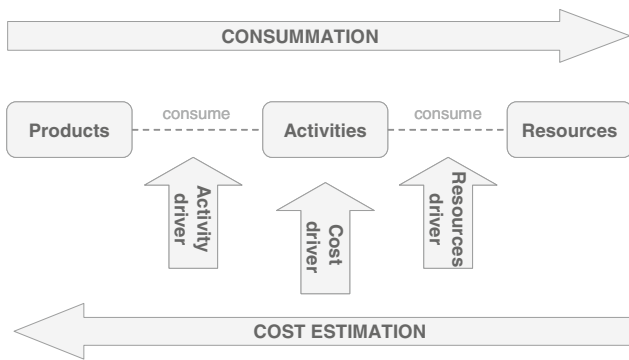 CONSUMMATION
consume
consume
Products
Activities
Resources
Activity
driver
Cost
driver
Resources
driver
COST ESTIMATION